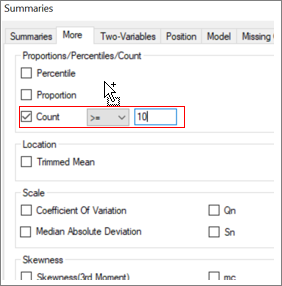 Summaries
Summaries More Two-Variables Position Model Missing
Proportions/Percentiles/Count
Percentile
Proportion
Count >= 10
Location
Trimmed Mean
Scale
Coefficient Of Variation Qn
Median Absolute Deviation Sn
Skewness
Skewness(3rd Moment) mc